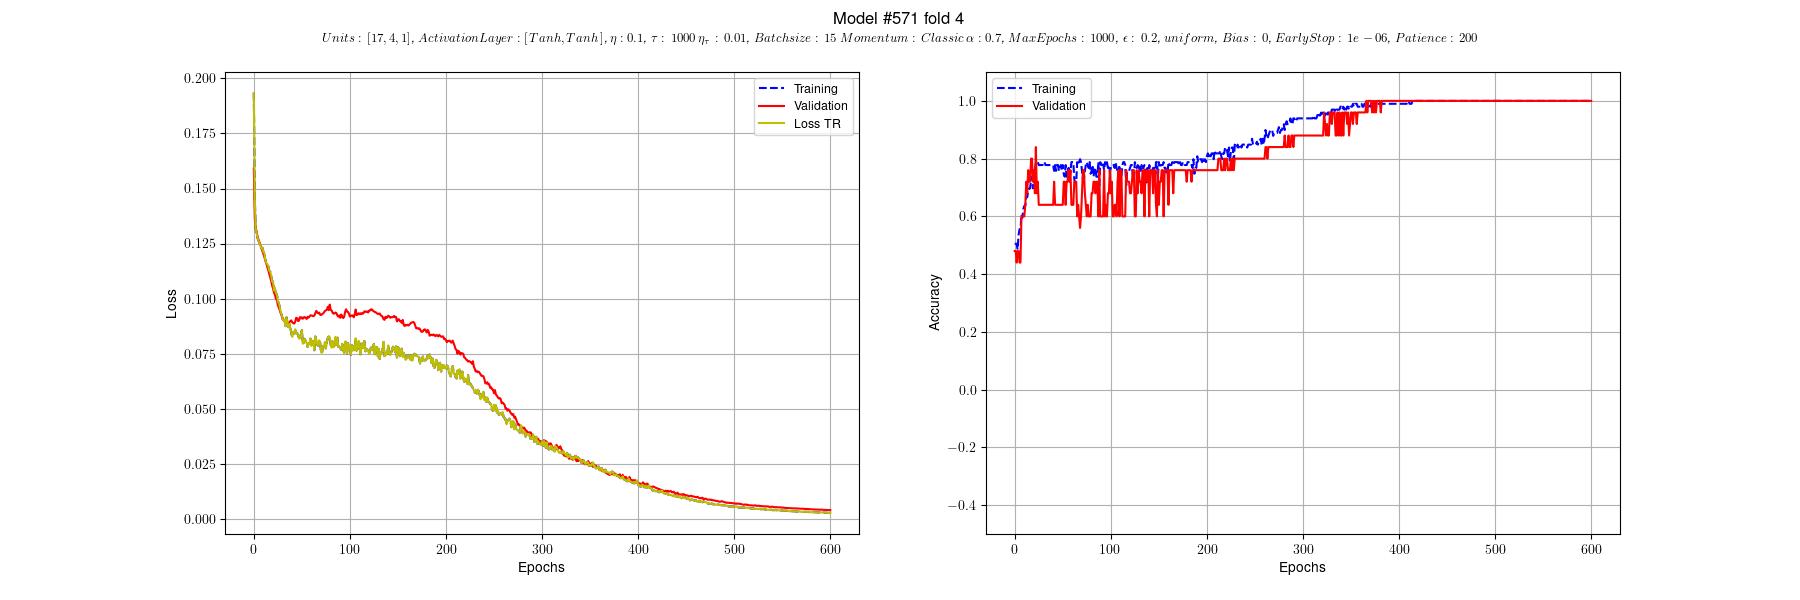 Model #571 fold 4
Units : [17, 4, 1], ActivationLayer : [Tanh, Tanh], η : 0.1, τ : 1000 η_τ : 0.01, Batchsize : 15 Momentum : Classic α : 0.7, MaxEpochs : 1000, ϵ : 0.2, uniform, Bias : 0, EarlyStop : 1e − 06, Patience : 200
Loss
0.200
0.175
0.150
0.125
0.100
0.075
0.050
0.025
0.000
Training
Validation
Loss TR
0 100 200 300 400 500 600
Epochs
Accuracy
1.0
0.8
0.6
0.4
0.2
0.0
−0.2
−0.4
Training
Validation
0 100 200 300 400 500 600
Epochs